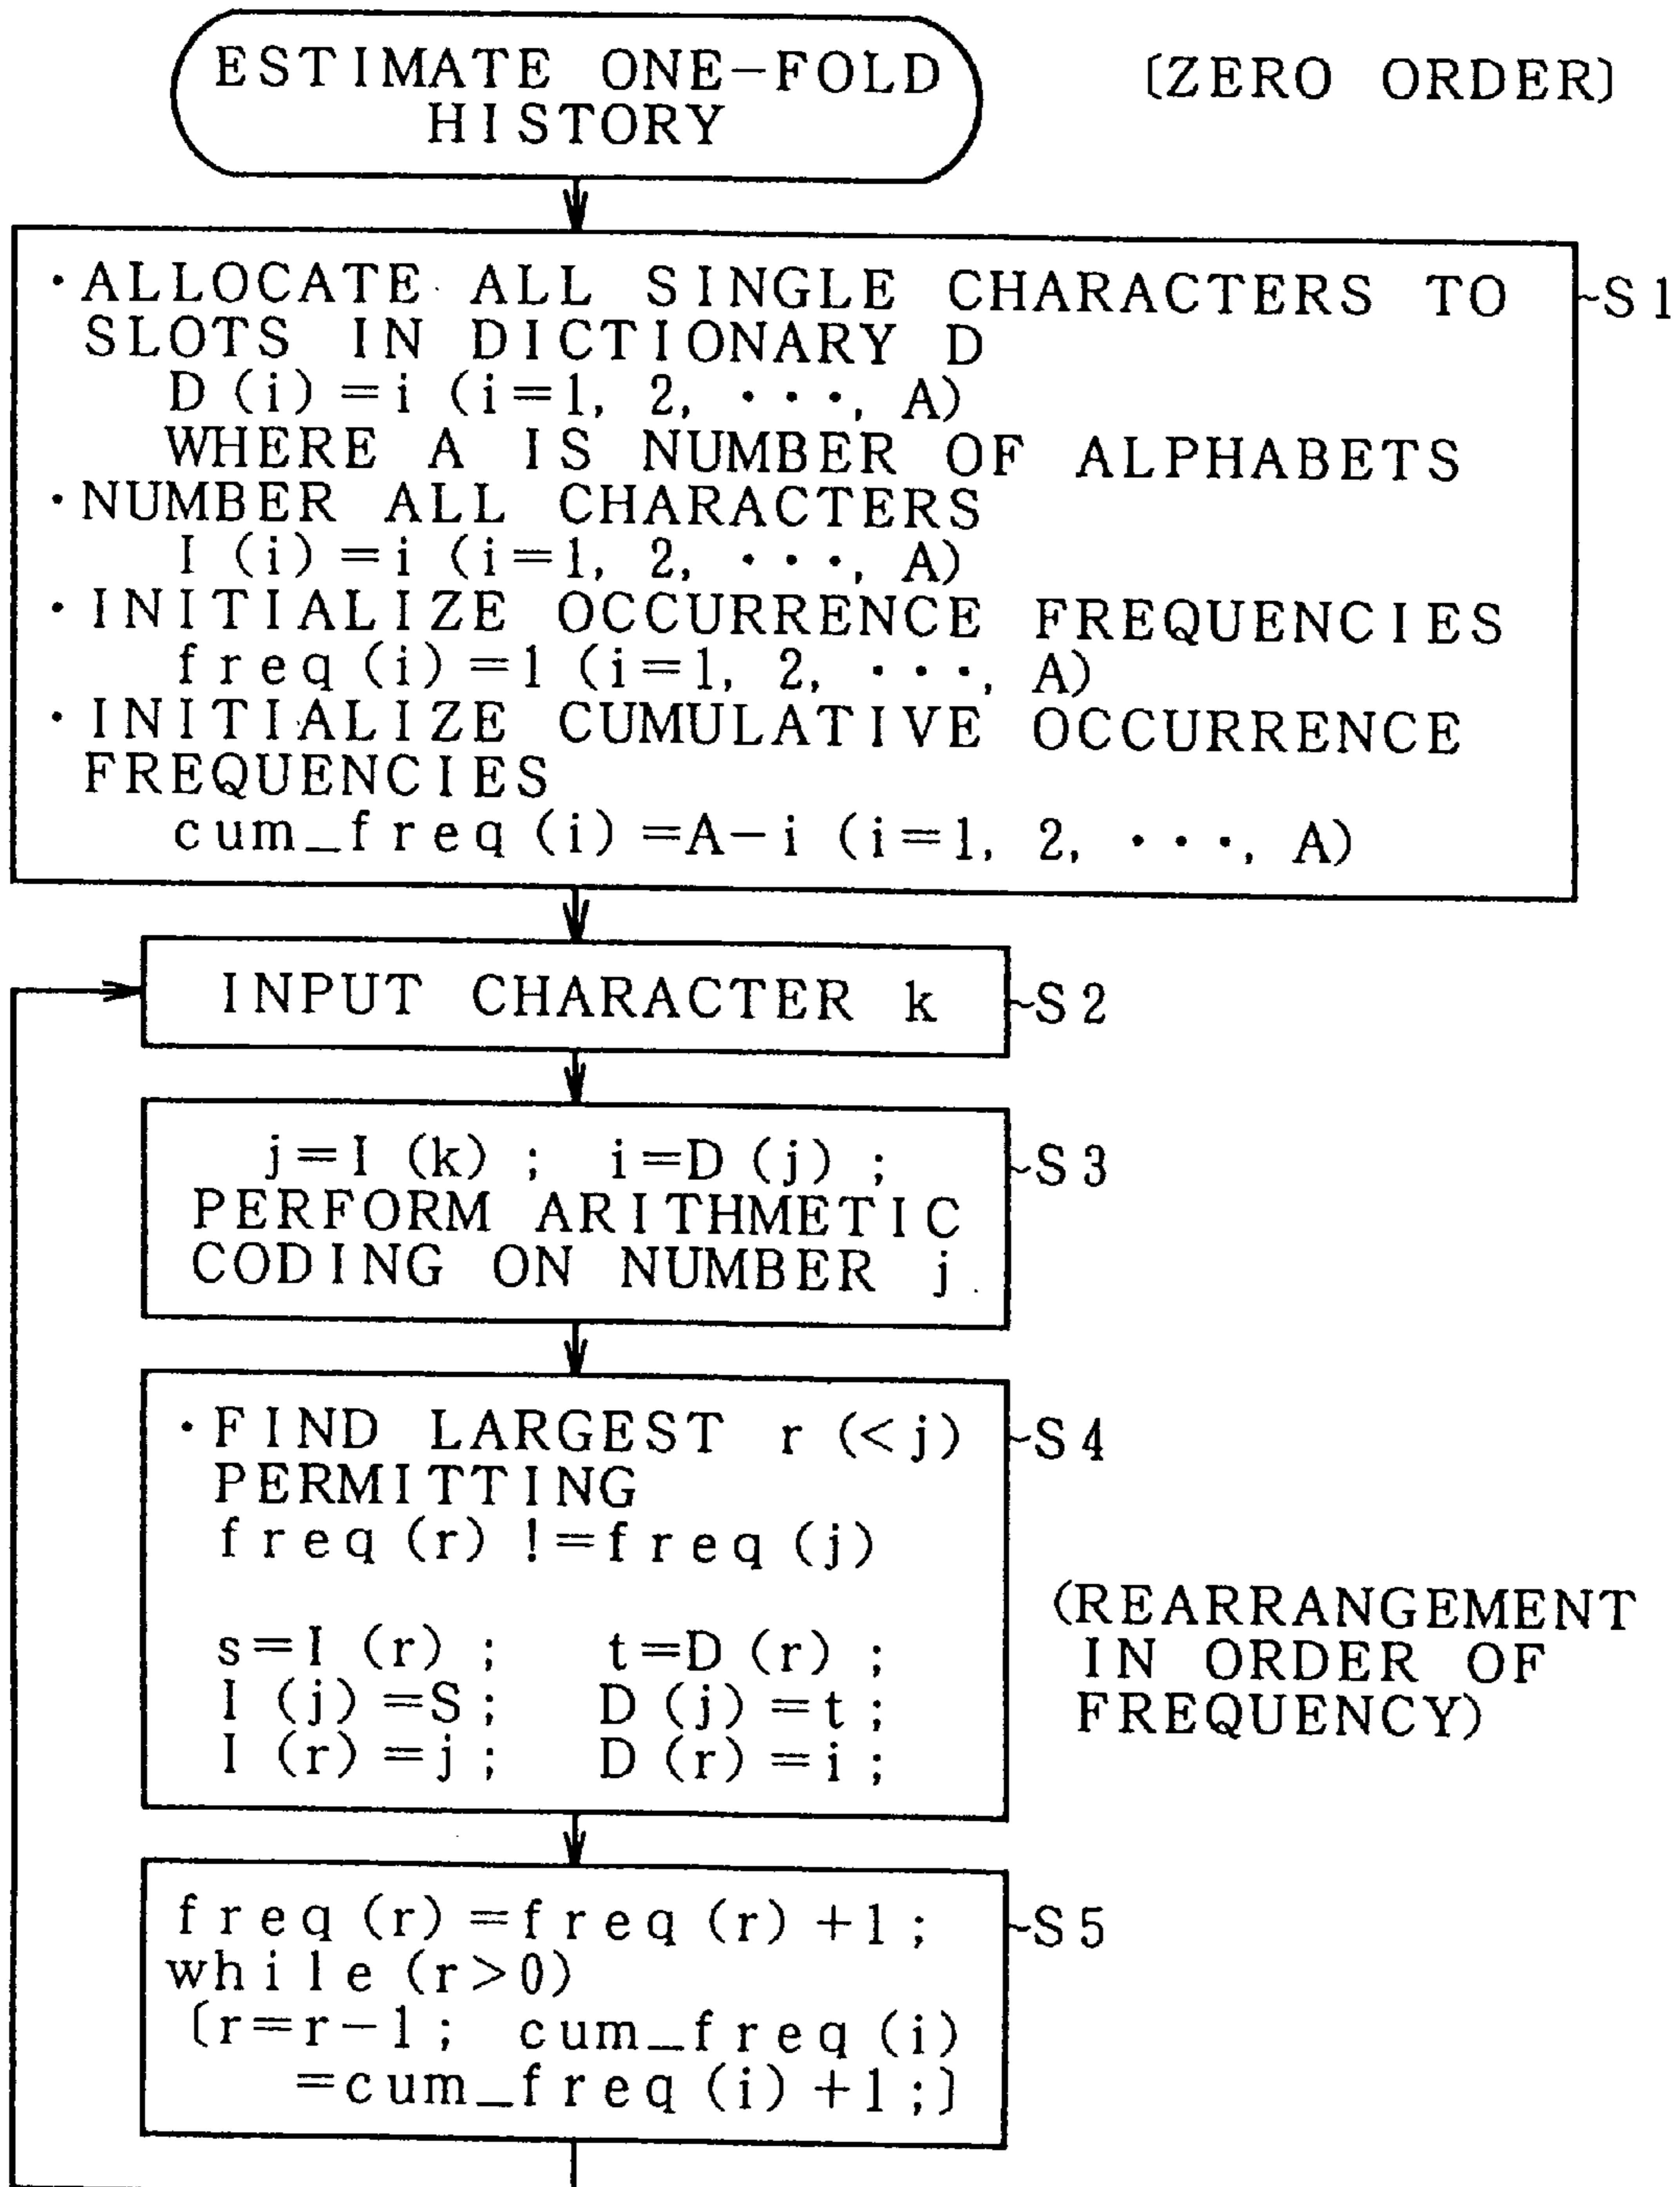 ESTIMATE ONE-FOLD
HISTORY
[ZERO ORDER]
·ALLOCATE ALL SINGLE CHARACTERS TO
SLOTS IN DICTIONARY D
D(i)=i (i=1, 2, ···, A)
WHERE A IS NUMBER OF ALPHABETS
·NUMBER ALL CHARACTERS
I(i)=i (i=1, 2, ···, A)
·INITIALIZE OCCURRENCE FREQUENCIES
freq(i)=1 (i=1, 2, ···, A)
·INITIALIZE CUMULATIVE OCCURRENCE
FREQUENCIES
cum_freq(i)=A-i (i=1, 2, ···, A)
~S1
INPUT CHARACTER k
~S2
j=I(k); i=D(j);
PERFORM ARITHMETIC
CODING ON NUMBER j
~S3
·FIND LARGEST r(<j)
PERMITTING
freq(r)!=freq(j)
s=I(r); t=D(r);
I(j)=S; D(j)=t;
I(r)=j; D(r)=i;
~S4
(REARRANGEMENT
IN ORDER OF
FREQUENCY)
freq(r)=freq(r)+1;
while(r>0)
[r=r-1; cum_freq(i)
=cum_freq(i)+1;]
~S5